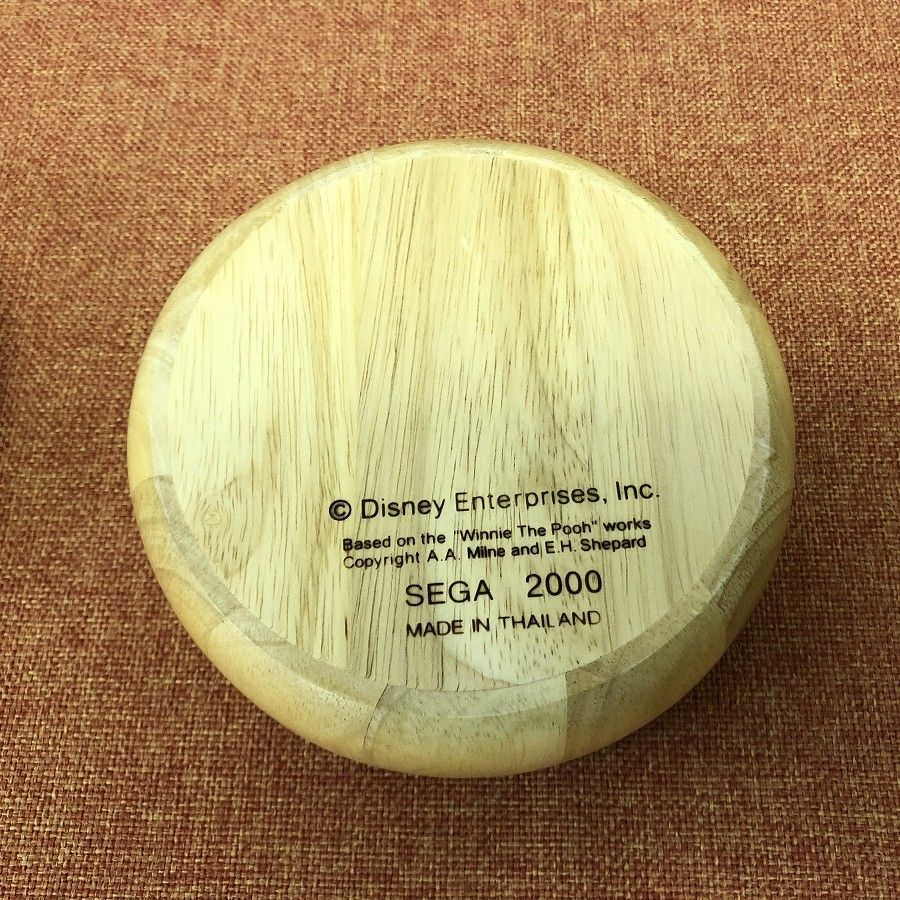 © Disney Enterprises, Inc.
Based on the "Winnie The Pooh" works
Copyright A.A. Milne and E.H. Shepard
SEGA 2000
MADE IN THAILAND